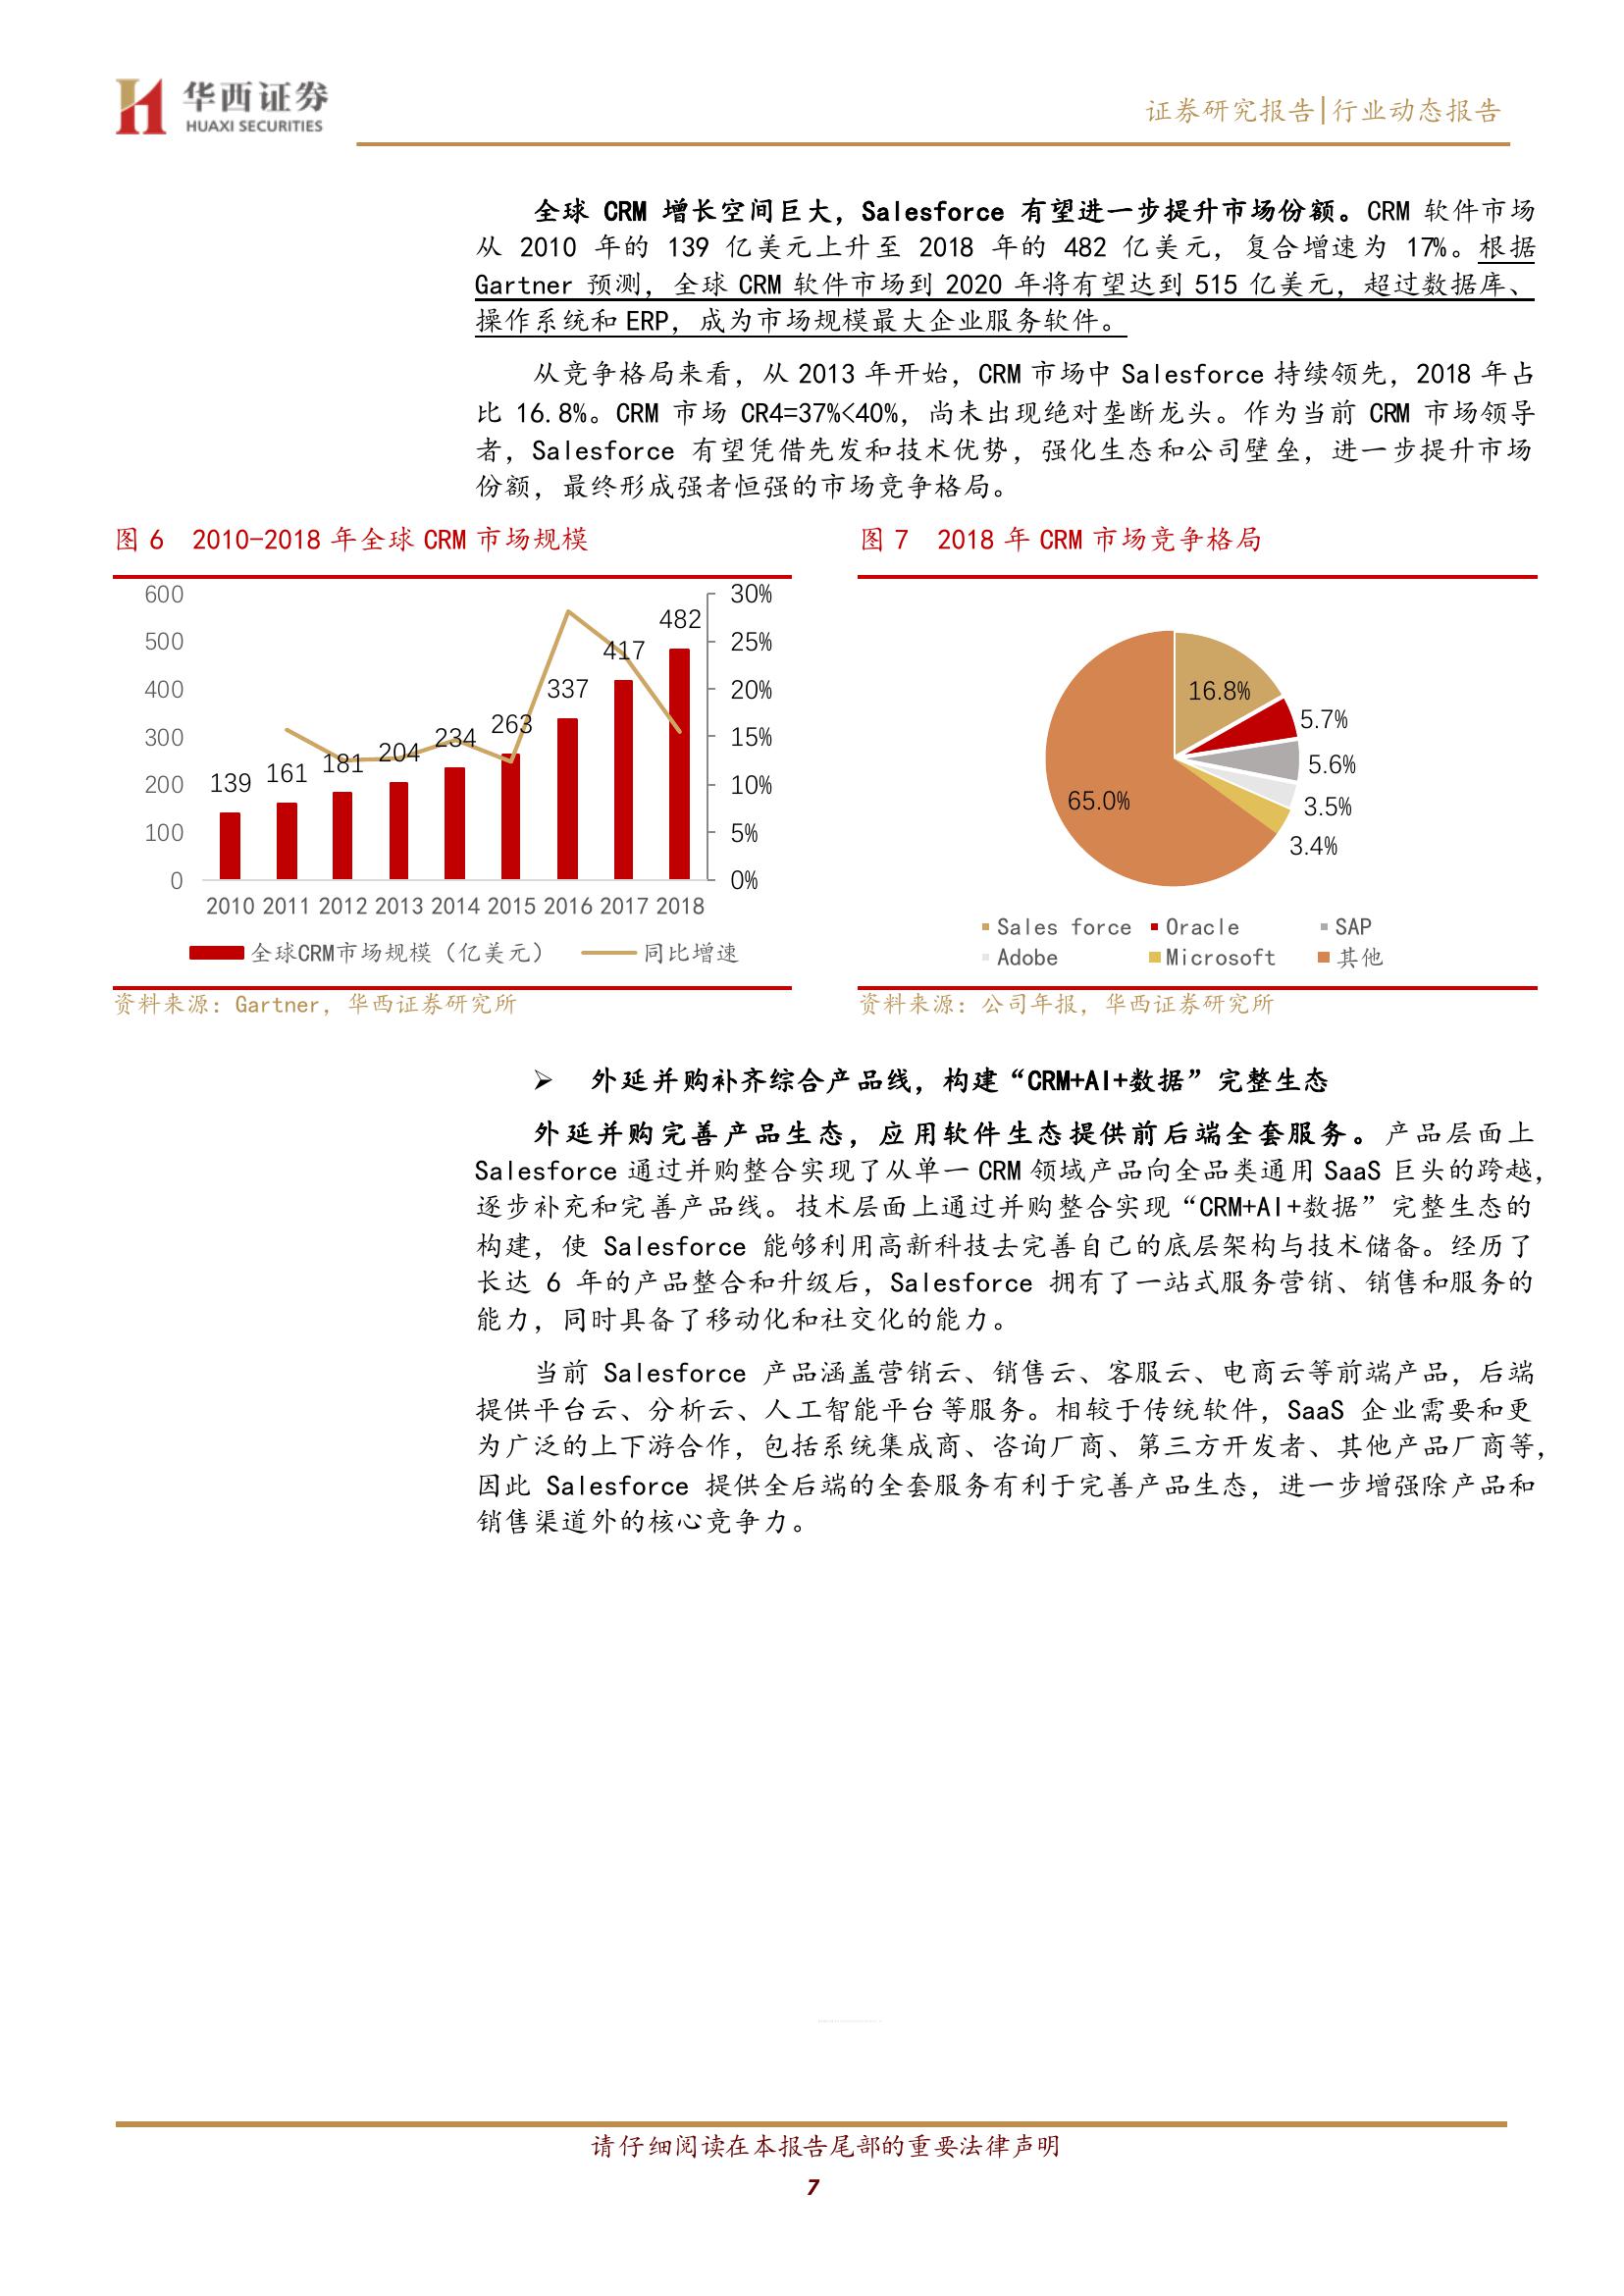 华西证券
HUAXI SECURITIES
证券研究报告|行业动态报告
全球 CRM 增长空间巨大，Salesforce 有望进一步提升市场份额。CRM 软件市场
从 2010 年的 139 亿美元上升至 2018 年的 482 亿美元，复合增速为 17%。根据
Gartner 预测，全球 CRM 软件市场到 2020 年将有望达到 515 亿美元，超过数据库、
操作系统和 ERP，成为市场规模最大企业服务软件。
从竞争格局来看，从 2013 年开始，CRM 市场中 Salesforce 持续领先，2018 年占
比 16.8%。CRM 市场 CR4=37%<40%，尚未出现绝对垄断龙头。作为当前 CRM 市场领导
者，Salesforce 有望凭借先发和技术优势，强化生态和公司壁垒，进一步提升市场
份额，最终形成强者恒强的市场竞争格局。
图 6 2010-2018 年全球 CRM 市场规模
600
500
400
300
200
100
0
139
161
181
204
234
263
337
417
482
30%
25%
20%
15%
10%
5%
0%
2010 2011 2012 2013 2014 2015 2016 2017 2018
全球CRM市场规模（亿美元） 同比增速
资料来源：Gartner，华西证券研究所
图 7 2018 年 CRM 市场竞争格局
16.8%
5.7%
5.6%
3.5%
3.4%
65.0%
Sales force Oracle SAP
Adobe Microsoft 其他
资料来源：公司年报，华西证券研究所
➢ 外延并购补齐综合产品线，构建“CRM+AI+数据”完整生态
外延并购完善产品生态，应用软件生态提供前后端全套服务。产品层面上
Salesforce 通过并购整合实现了从单一 CRM 领域产品向全品类通用 SaaS 巨头的跨越，
逐步补充和完善产品线。技术层面上通过并购整合实现“CRM+AI+数据”完整生态的
构建，使 Salesforce 能够利用高新科技去完善自己的底层架构与技术储备。经历了
长达 6 年的产品整合和升级后，Salesforce 拥有了一站式服务营销、销售和服务的
能力，同时具备了移动化和社交化的能力。
当前 Salesforce 产品涵盖营销云、销售云、客服云、电商云等前端产品，后端
提供平台云、分析云、人工智能平台等服务。相较于传统软件，SaaS 企业需要和更
为广泛的上下游合作，包括系统集成商、咨询厂商、第三方开发者、其他产品厂商等，
因此 Salesforce 提供全后端的全套服务有利于完善产品生态，进一步增强除产品和
销售渠道外的核心竞争力。
请仔细阅读在本报告尾部的重要法律声明
7